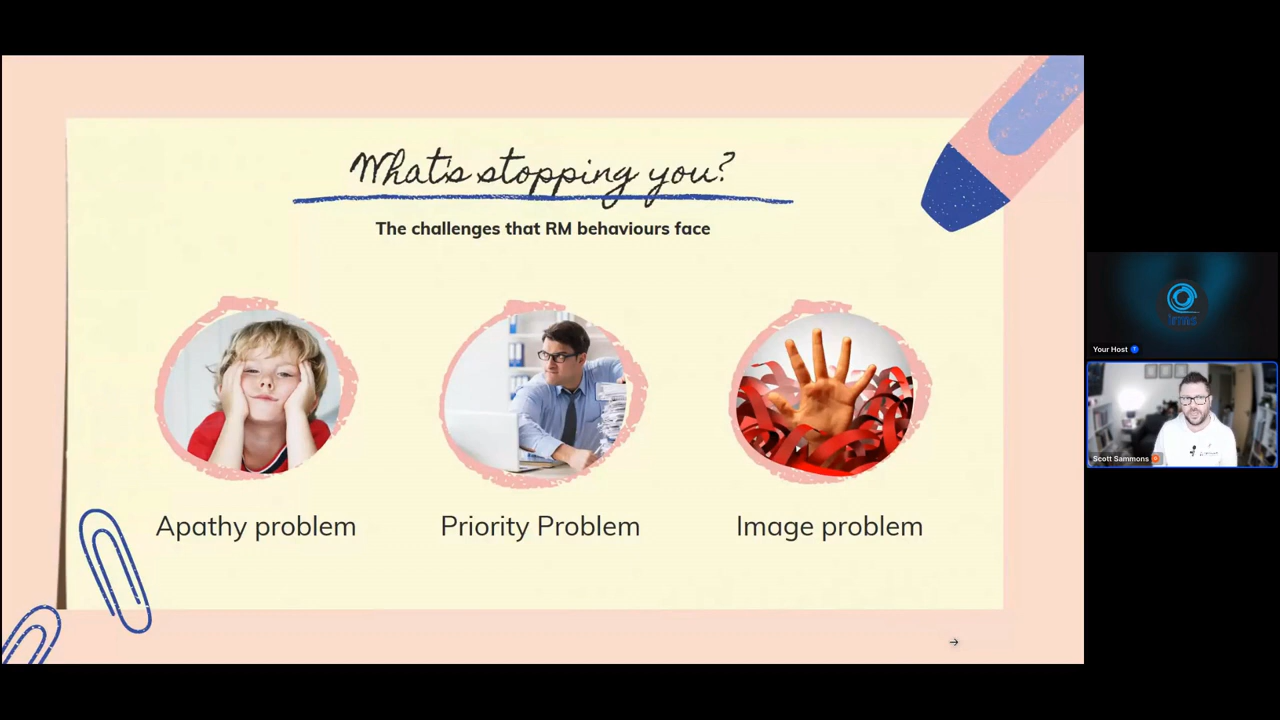 What's stopping you?
The challenges that RM behaviours face
Apathy problem
Priority Problem
Image problem
Your Host
irms
Scott Sammons